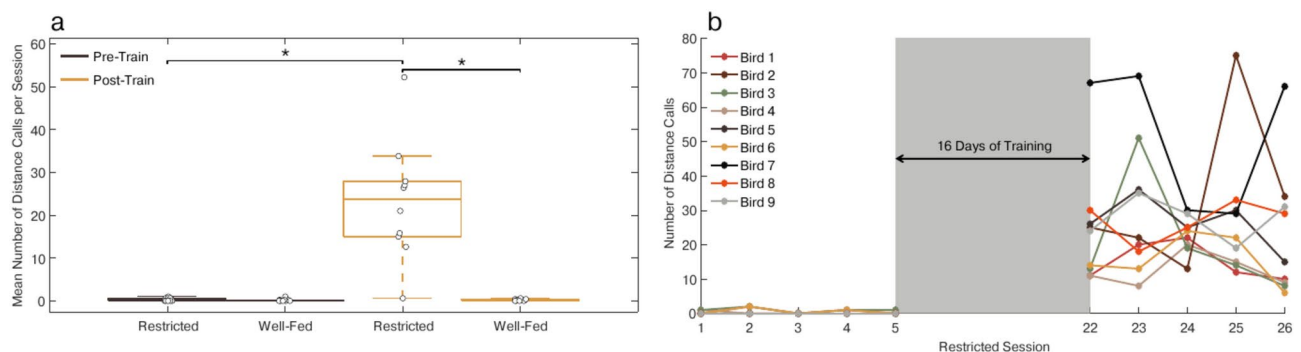 a
Mean Number of Distance Calls per Session
60
50
40
30
20
10
0
Pre-Train
Post-Train
*
*
Restricted
Well-Fed
Restricted
Well-Fed
b
Number of Distance Calls
80
70
60
50
40
30
20
10
0
Bird 1
Bird 2
Bird 3
Bird 4
Bird 5
Bird 6
Bird 7
Bird 8
Bird 9
16 Days of Training
1
2
3
4
5
22
23
24
25
26
Restricted Session